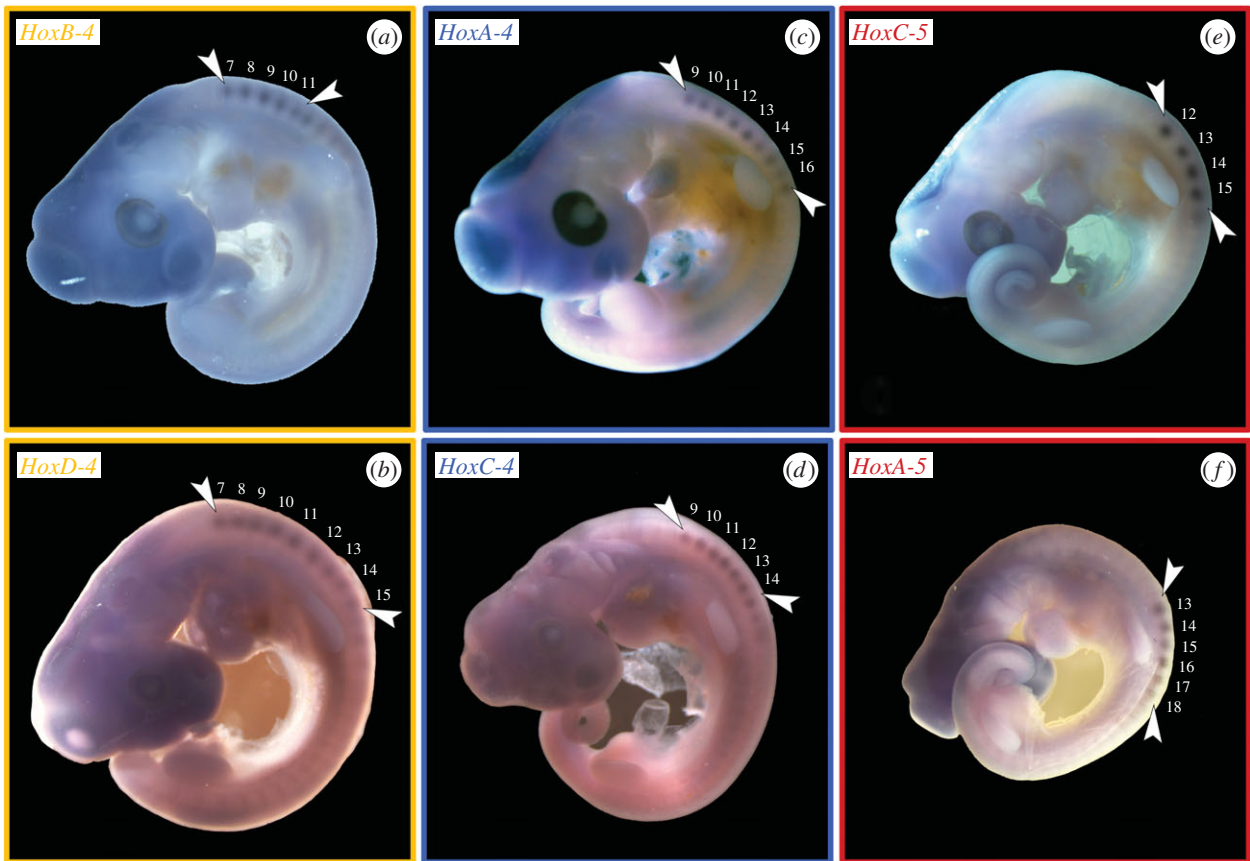 HoxB-4 (a)
7 8 9 10 11
HoxA-4 (c)
9 10 11 12 13 14 15 16
HoxC-5 (e)
12 13 14 15
HoxD-4 (b)
7 8 9 10 11 12 13 14 15
HoxC-4 (d)
9 10 11 12 13 14
HoxA-5 (f)
13 14 15 16 17 18